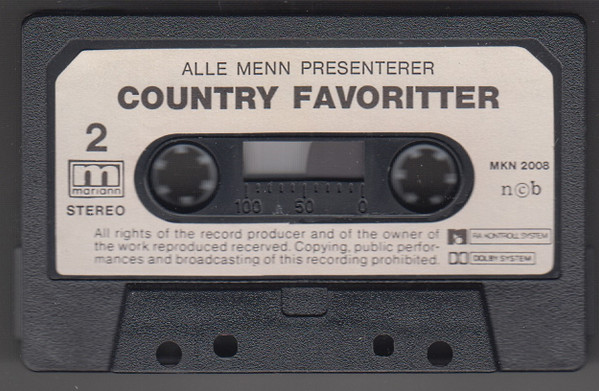 ALLE MENN PRESENTERER
COUNTRY FAVORITTER
2
mariann
STEREO
100 50 0
MKN 2008
n©b
All rights of the record producer and of the owner of
the work reproduced recerved. Copying, public perfor-
mances and broadcasting of this recording prohibited.
KONTROLL SYSTEM
DOLBY SYSTEM